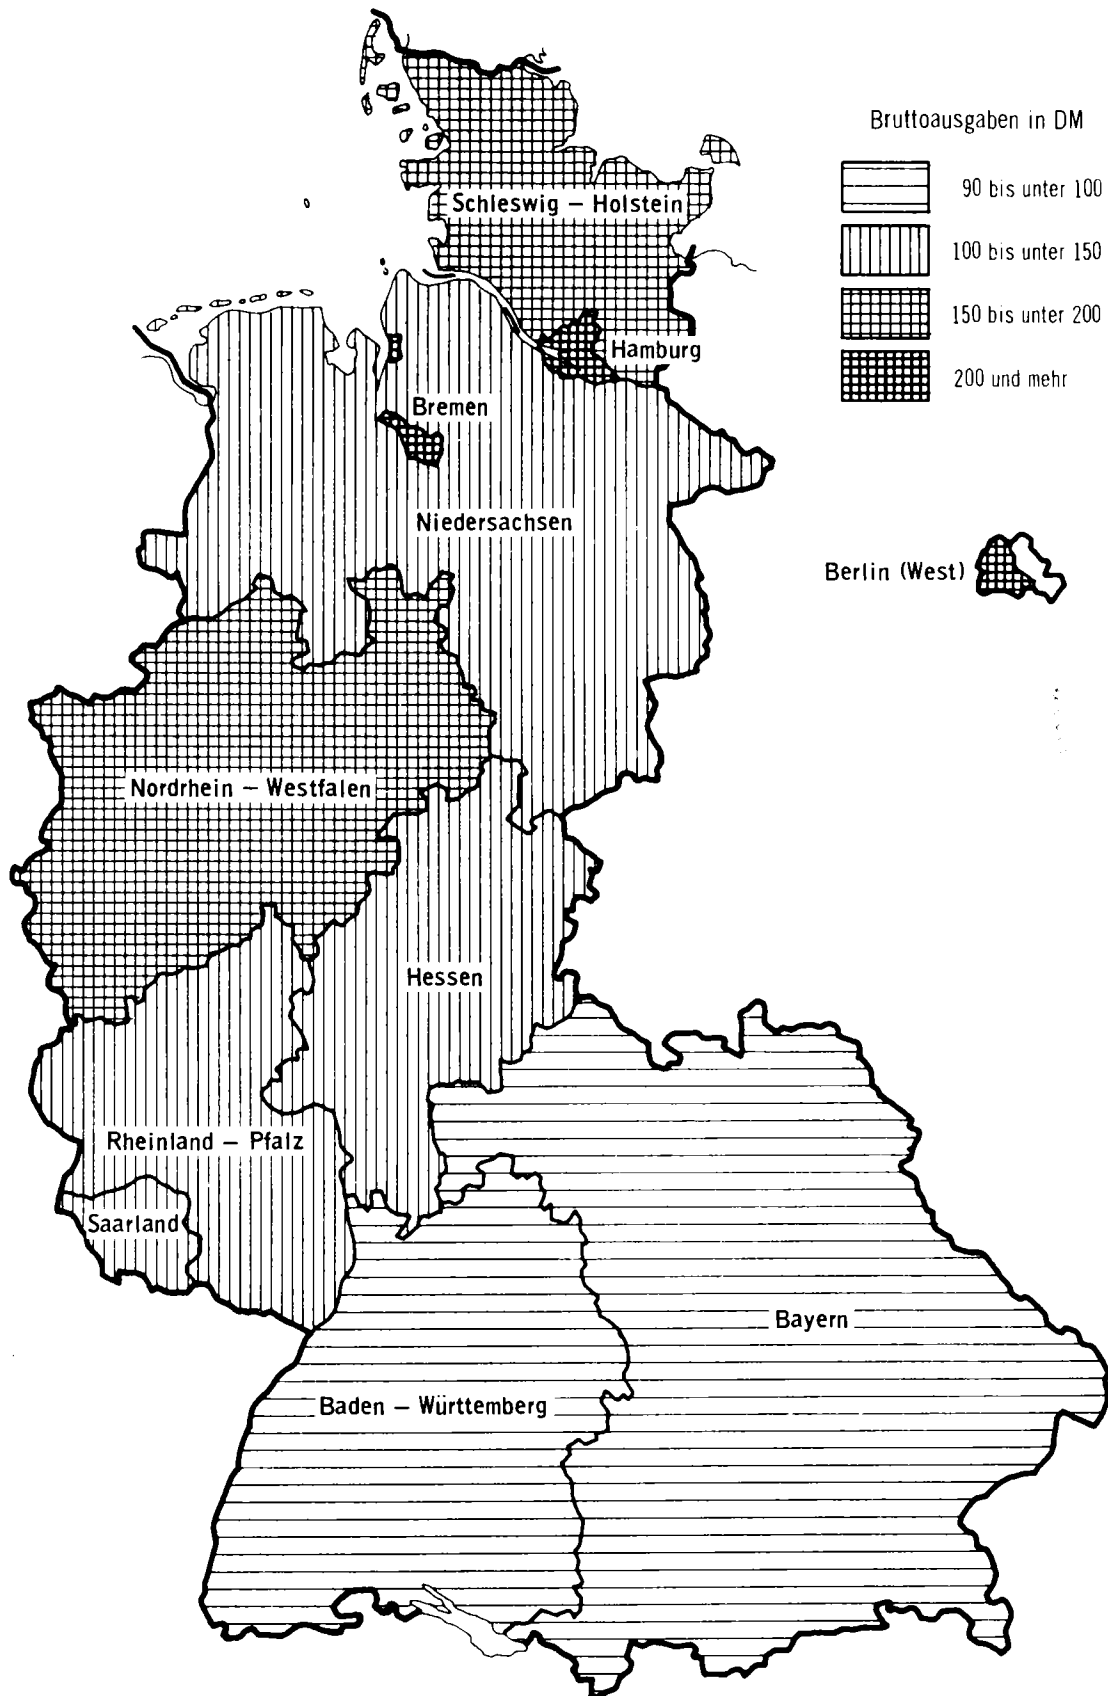 Bruttoausgaben in DM
90 bis unter 100
100 bis unter 150
150 bis unter 200
200 und mehr
Schleswig – Holstein
Hamburg
Bremen
Niedersachsen
Berlin (West)
Nordrhein – Westfalen
Hessen
Rheinland – Pfalz
Saarland
Bayern
Baden – Württemberg